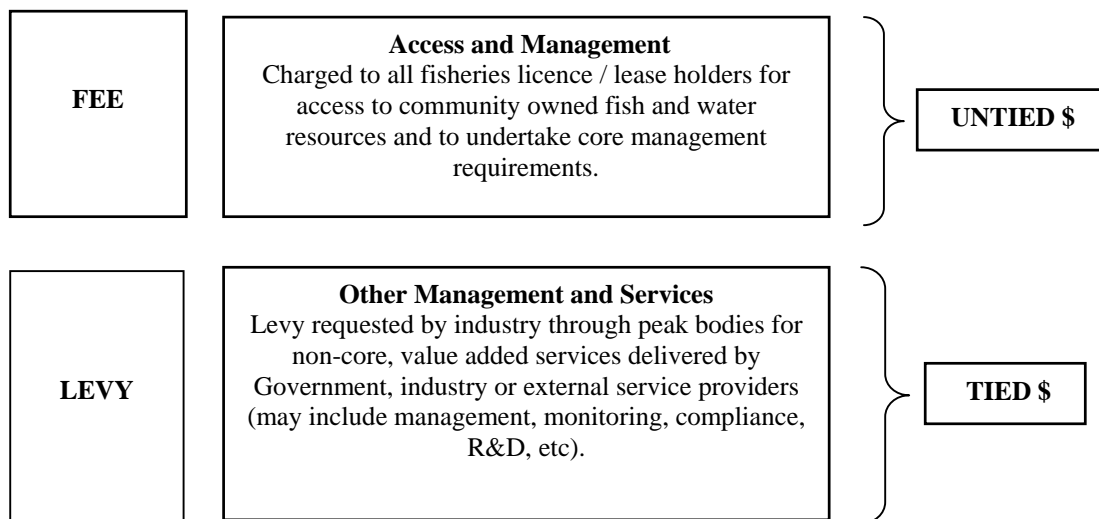 FEE
Access and Management
Charged to all fisheries licence / lease holders for
access to community owned fish and water
resources and to undertake core management
requirements.
UNTIED $
LEVY
Other Management and Services
Levy requested by industry through peak bodies for
non-core, value added services delivered by
Government, industry or external service providers
(may include management, monitoring, compliance,
R&D, etc).
TIED $